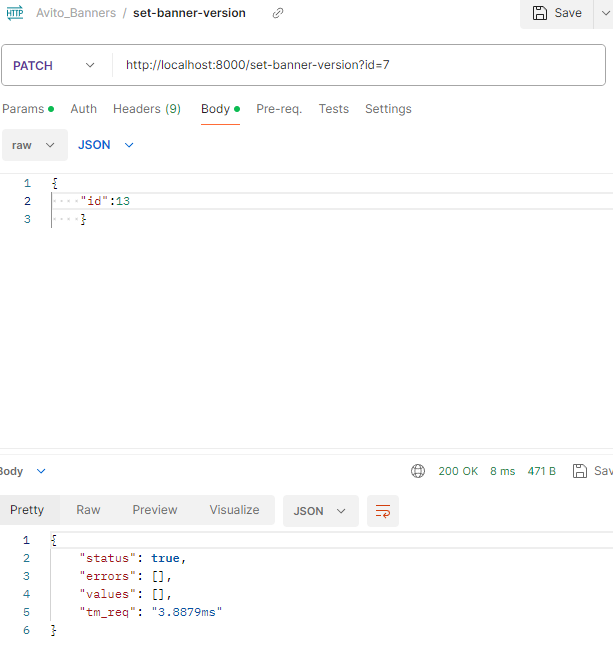 HTTP Avito_Banners / set-banner-version Save
PATCH http://localhost:8000/set-banner-version?id=7
Params Auth Headers (9) Body Pre-req. Tests Settings
raw JSON
1 {
2 "id":13
3 }
Body 200 OK 8 ms 471 B Sav
Pretty Raw Preview Visualize JSON
1 {
2 "status": true,
3 "errors": [],
4 "values": [],
5 "tm_req": "3.8879ms"
6 }